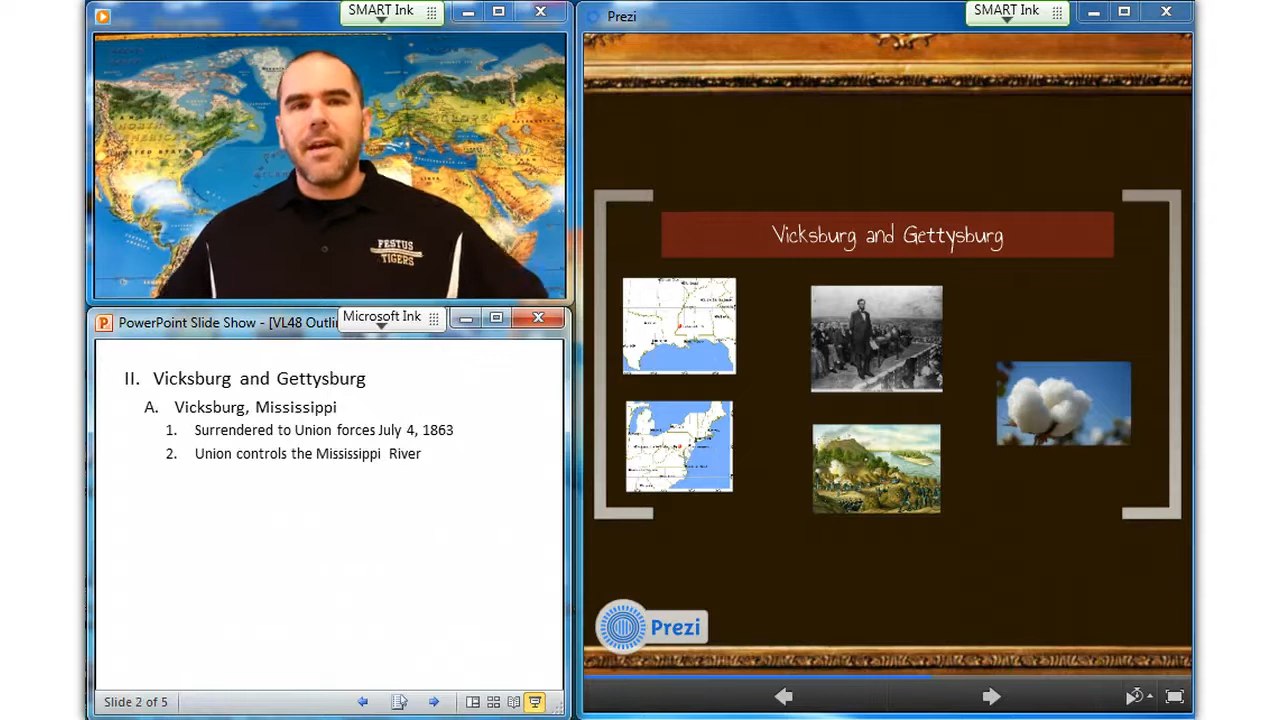 SMART Ink
FESTUS
TIGERS
PowerPoint Slide Show - [VL48 Outli
Microsoft Ink
II. Vicksburg and Gettysburg
A. Vicksburg, Mississippi
1. Surrendered to Union forces July 4, 1863
2. Union controls the Mississippi River
Slide 2 of 5
Prezi
SMART Ink
Vicksburg and Gettysburg
Prezi